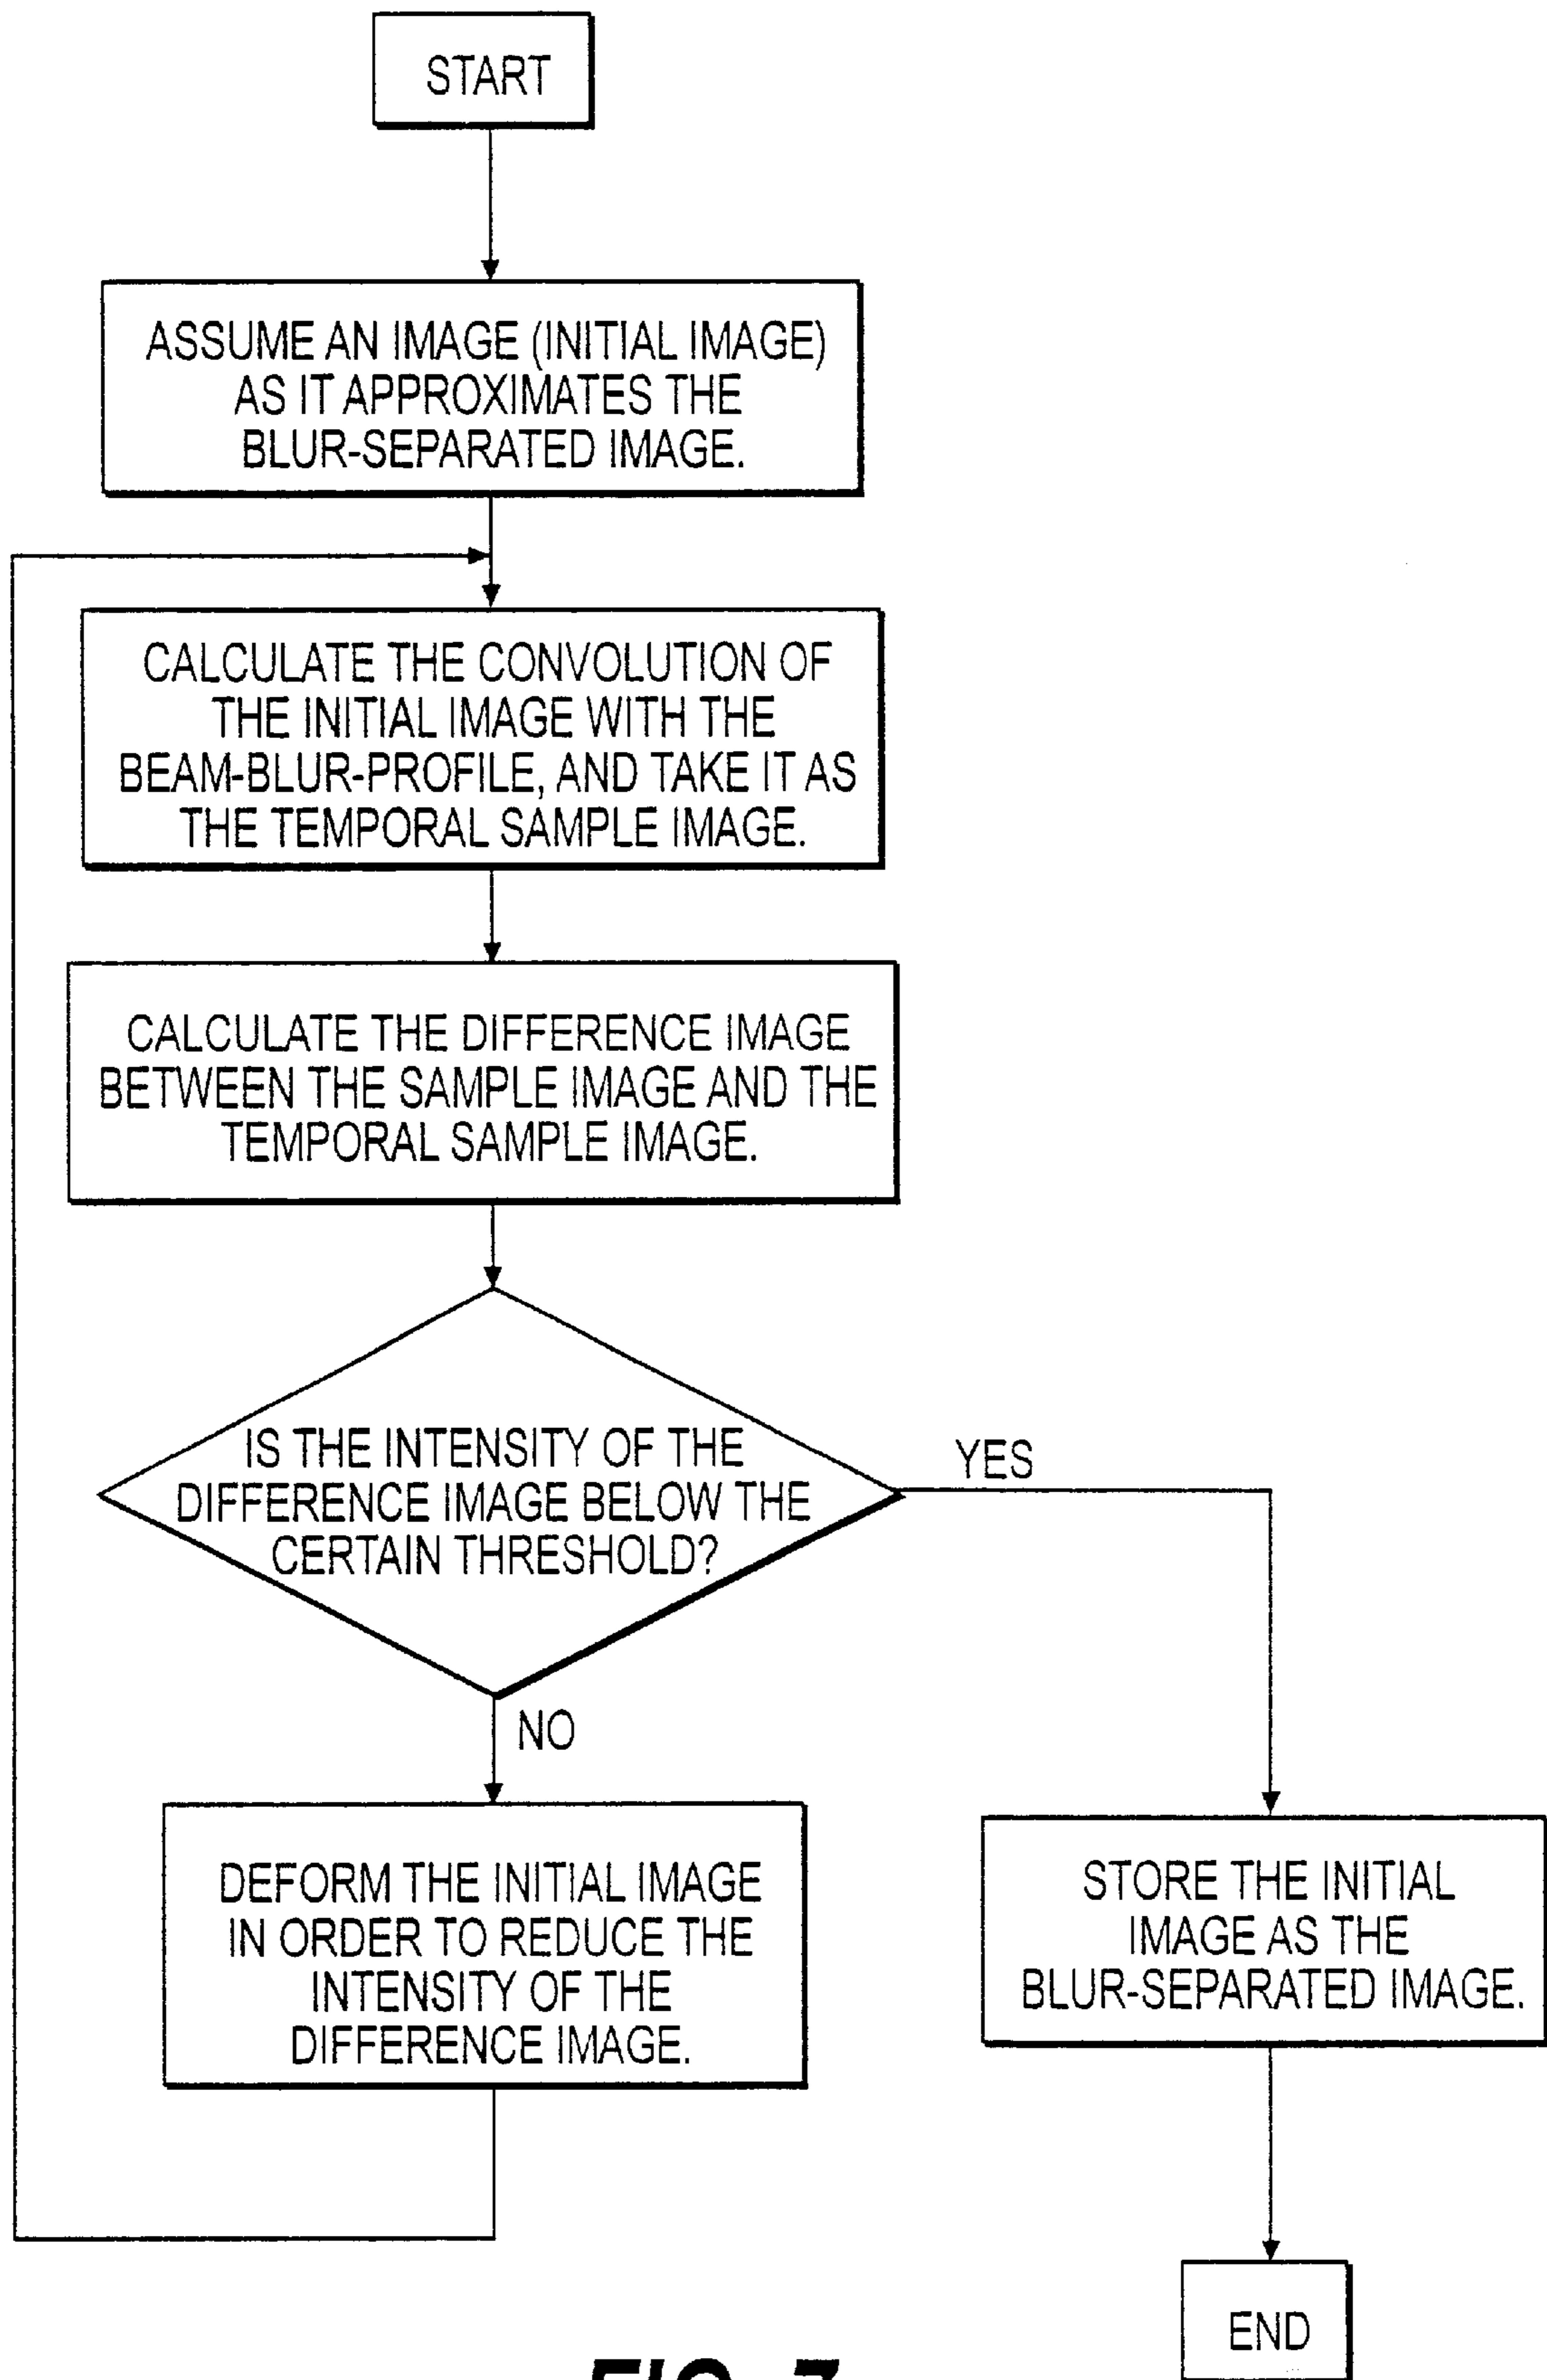 START
ASSUME AN IMAGE (INITIAL IMAGE)
AS IT APPROXIMATES THE
BLUR-SEPARATED IMAGE.
CALCULATE THE CONVOLUTION OF
THE INITIAL IMAGE WITH THE
BEAM-BLUR-PROFILE, AND TAKE IT AS
THE TEMPORAL SAMPLE IMAGE.
CALCULATE THE DIFFERENCE IMAGE
BETWEEN THE SAMPLE IMAGE AND THE
TEMPORAL SAMPLE IMAGE.
IS THE INTENSITY OF THE
DIFFERENCE IMAGE BELOW THE
CERTAIN THRESHOLD?
YES
NO
DEFORM THE INITIAL IMAGE
IN ORDER TO REDUCE THE
INTENSITY OF THE
DIFFERENCE IMAGE.
STORE THE INITIAL
IMAGE AS THE
BLUR-SEPARATED IMAGE.
END
FIG. 7